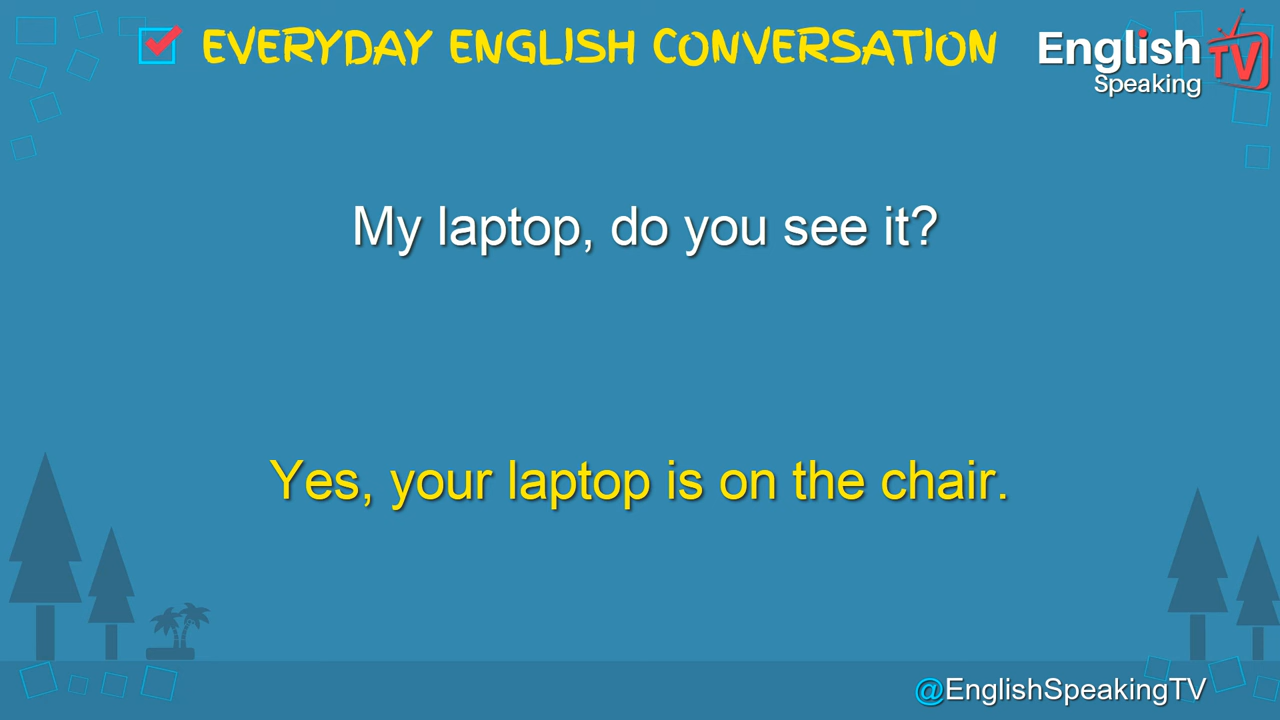 EVERYDAY ENGLISH CONVERSATION
English
Speaking
TV
My laptop, do you see it?
Yes, your laptop is on the chair.
@EnglishSpeakingTV